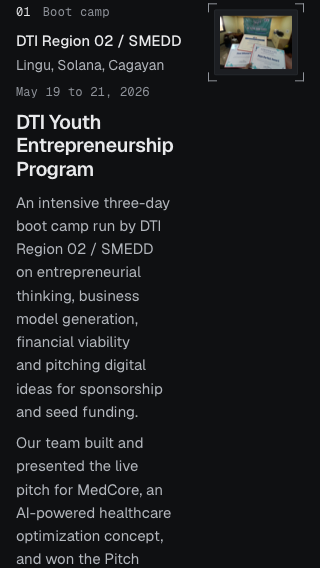 01 Boot camp
DTI Region 02 / SMEDD
Lingu, Solana, Cagayan
May 19 to 21, 2026
DTI Youth
Entrepreneurship
Program
An intensive three-day
boot camp run by DTI
Region 02 / SMEDD
on entrepreneurial
thinking, business
model generation,
financial viability
and pitching digital
ideas for sponsorship
and seed funding.
Our team built and
presented the live
pitch for MedCore, an
AI-powered healthcare
optimization concept,
and won the Pitch